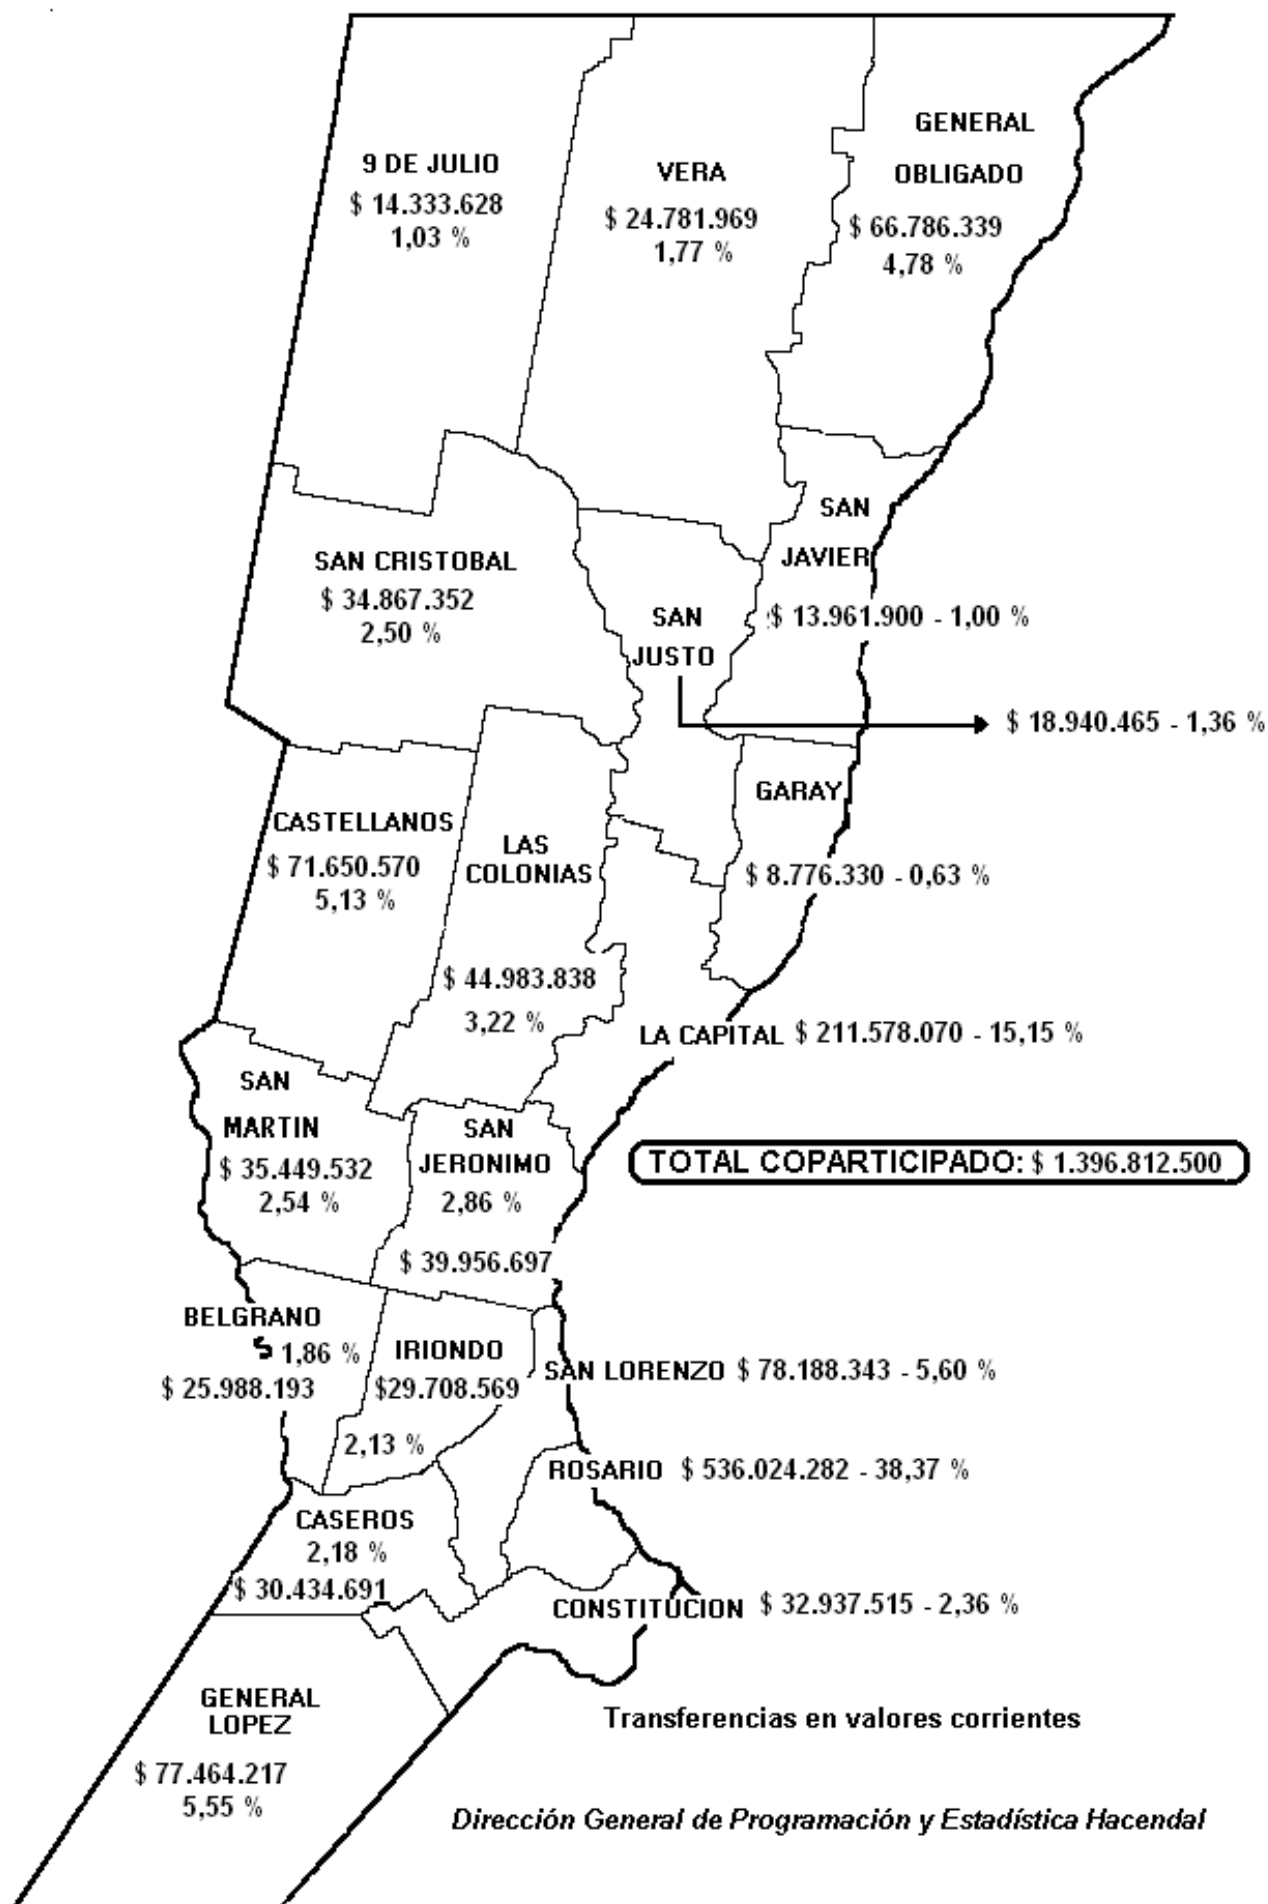 9 DE JULIO
$ 14.333.628
1,03 %
VERA
$ 24.781.969
1,77 %
GENERAL
OBLIGADO
$ 66.786.339
4,78 %
SAN CRISTOBAL
$ 34.867.352
2,50 %
SAN
JAVIER
$ 13.961.900 - 1,00 %
SAN
JUSTO
$ 18.940.465 - 1,36 %
CASTELLANOS
$ 71.650.570
5,13 %
LAS
COLONIAS
$ 44.983.838
3,22 %
GARAY
$ 8.776.330 - 0,63 %
LA CAPITAL $ 211.578.070 - 15,15 %
SAN
MARTIN
$ 35.449.532
2,54 %
SAN
JERONIMO
2,86 %
$ 39.956.697
TOTAL COPARTICIPADO: $ 1.396.812.500
BELGRANO
1,86 %
$ 25.988.193
IRIONDO
$29.708.569
2,13 %
SAN LORENZO $ 78.188.343 - 5,60 %
ROSARIO $ 536.024.282 - 38,37 %
CASEROS
2,18 %
$ 30.434.691
CONSTITUCION $ 32.937.515 - 2,36 %
GENERAL
LOPEZ
$ 77.464.217
5,55 %
Transferencias en valores corrientes
Dirección General de Programación y Estadística Hacendal